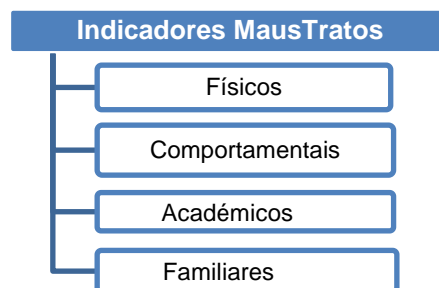 Indicadores MausTratos
Físicos
Comportamentais
Académicos
Familiares